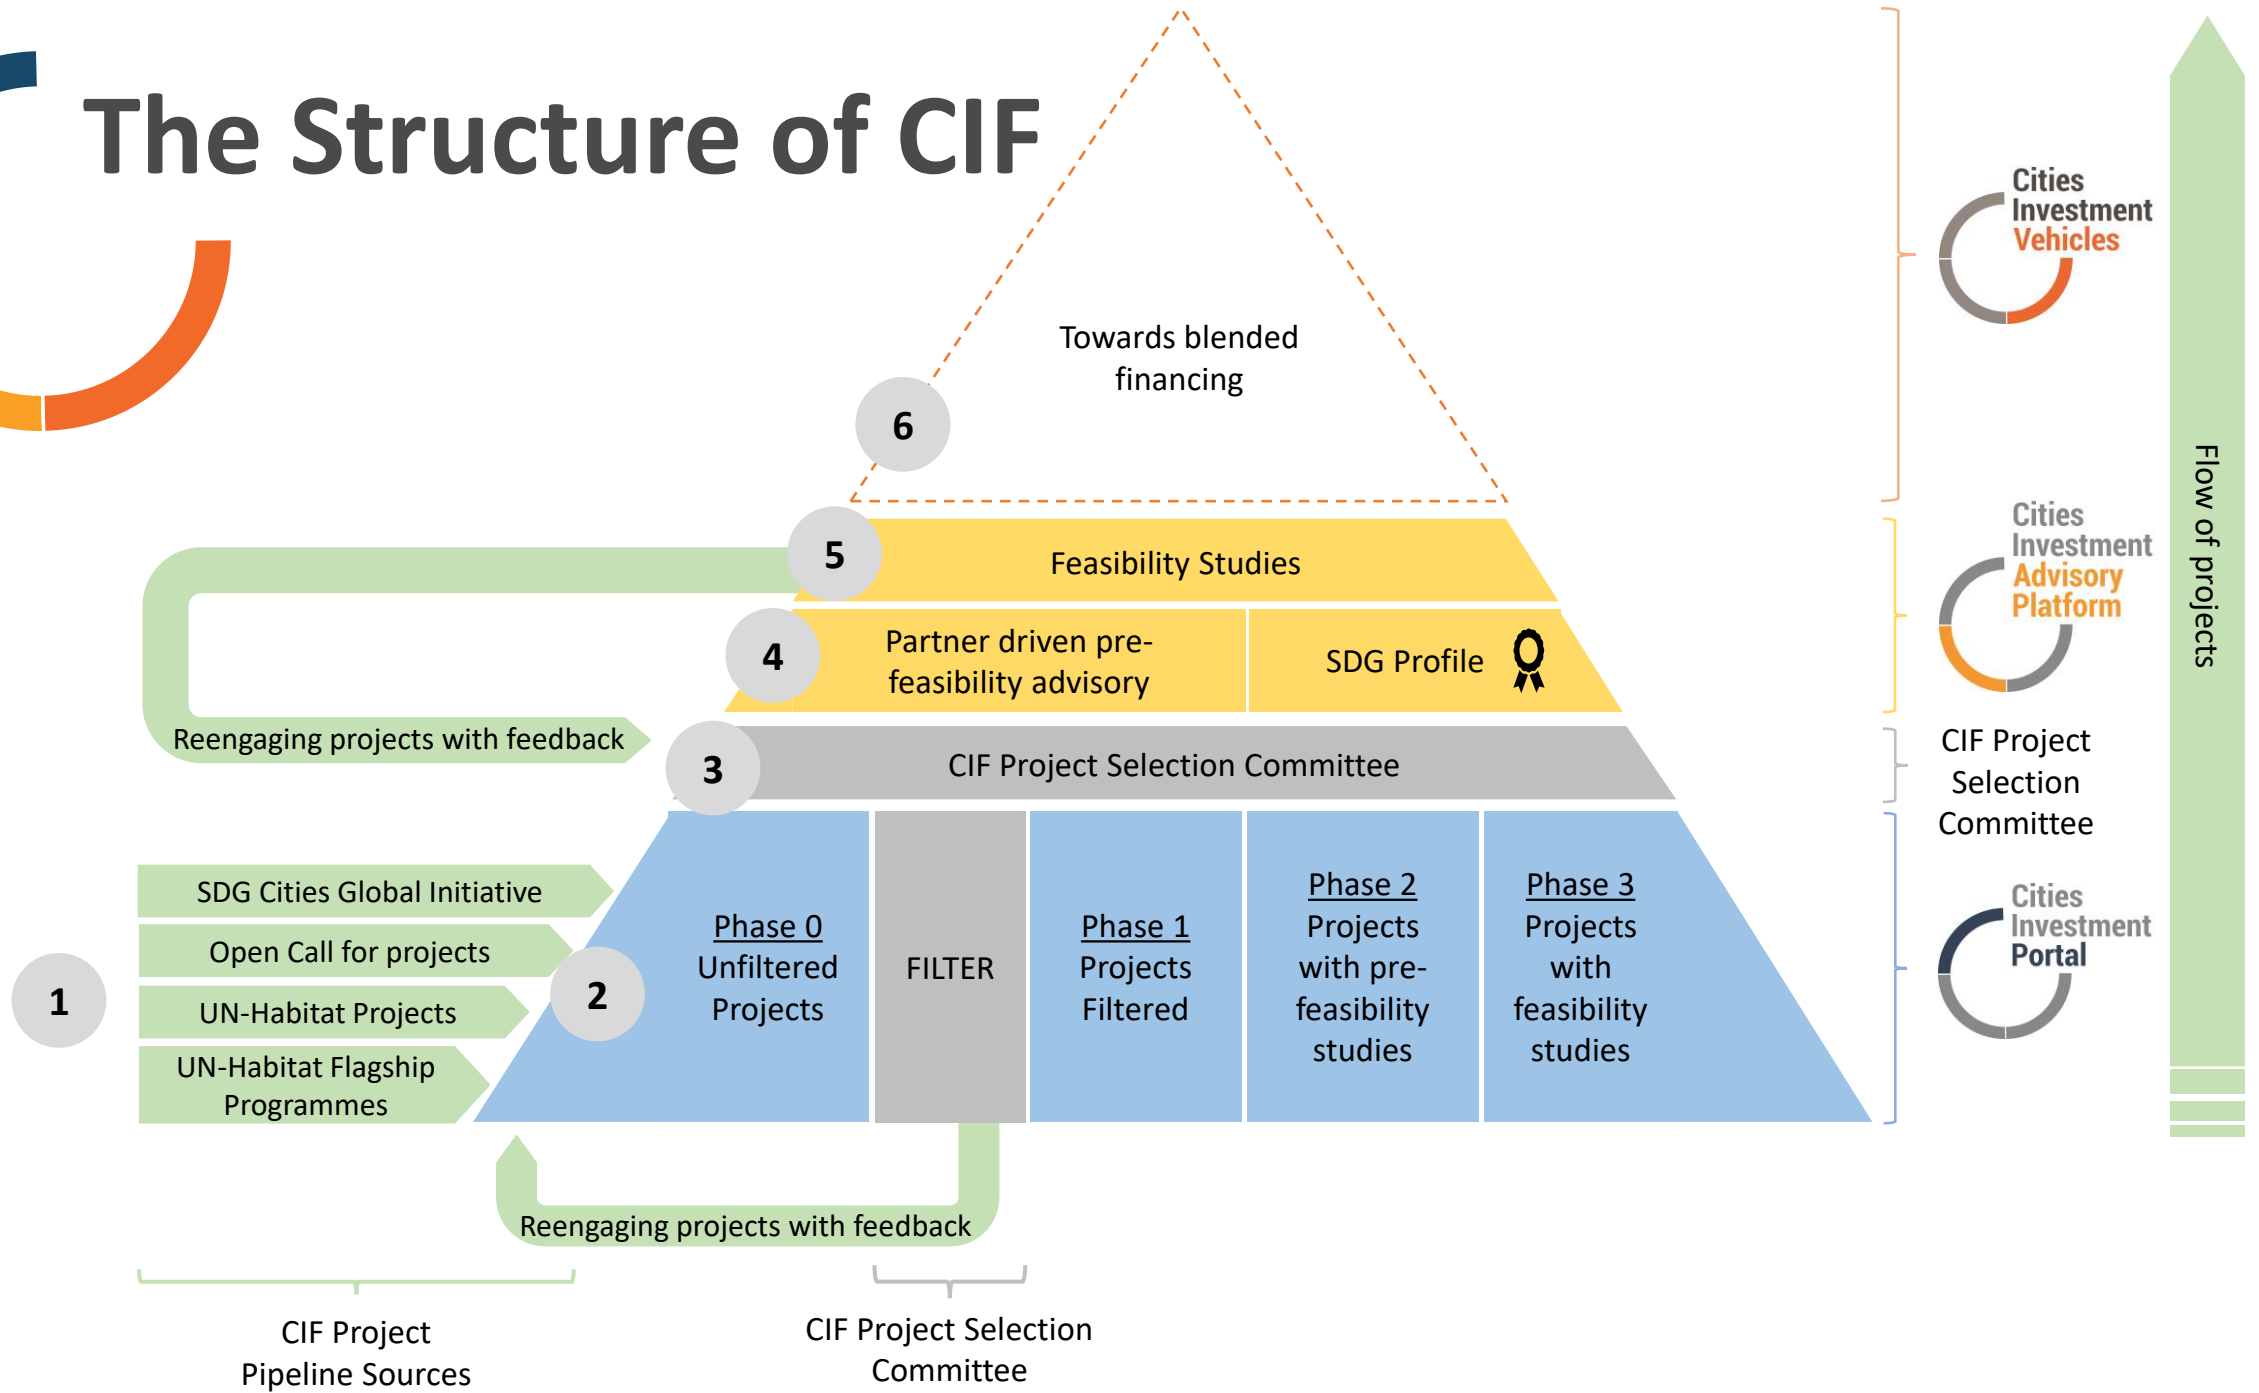 The Structure of CIF
Towards blended
financing
6
5
Feasibility Studies
4
Partner driven pre-
feasibility advisory
SDG Profile
Reengaging projects with feedback
3
CIF Project Selection Committee
SDG Cities Global Initiative
Open Call for projects
UN-Habitat Projects
UN-Habitat Flagship
Programmes
1
2
Phase 0
Unfiltered
Projects
FILTER
Phase 1
Projects
Filtered
Phase 2
Projects
with pre-
feasibility
studies
Phase 3
Projects
with
feasibility
studies
Reengaging projects with feedback
CIF Project
Pipeline Sources
CIF Project Selection
Committee
Cities
Investment
Vehicles
Cities
Investment
Advisory
Platform
CIF Project
Selection
Committee
Cities
Investment
Portal
Flow of projects